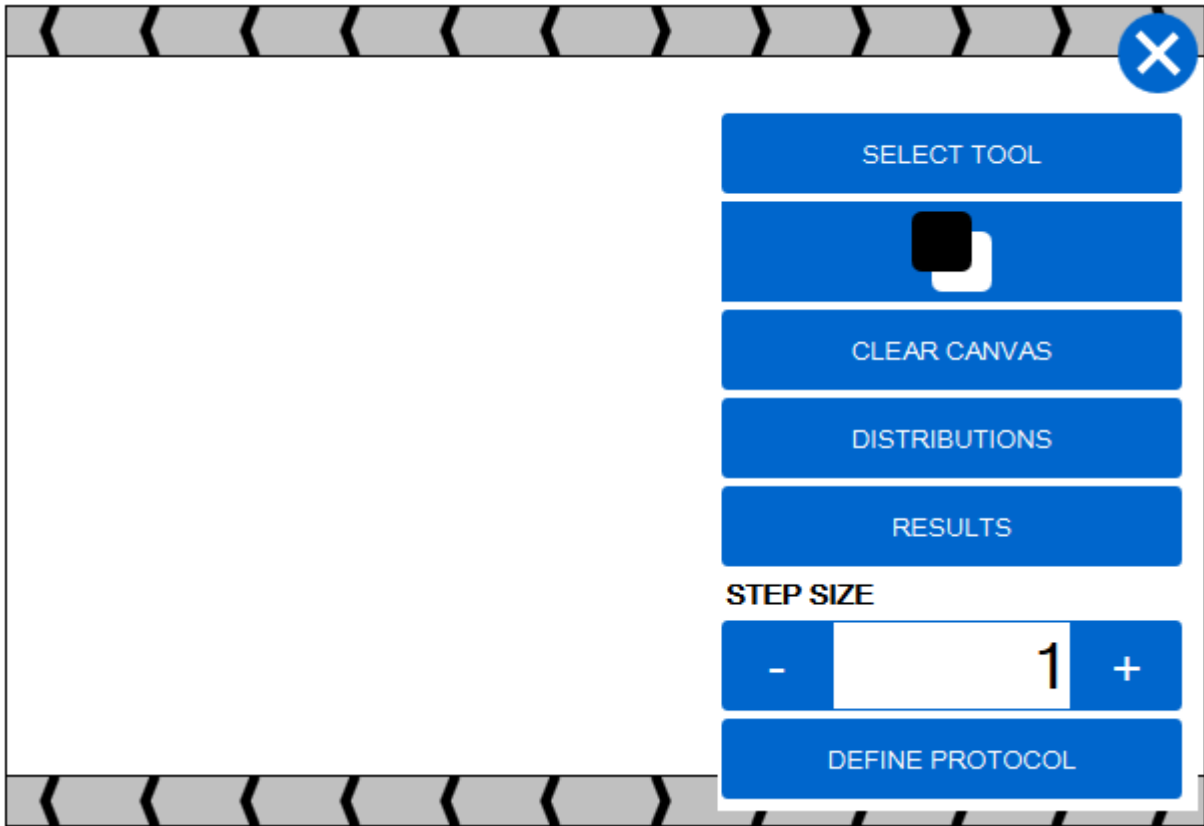 SELECT TOOL
CLEAR CANVAS
DISTRIBUTIONS
RESULTS
STEP SIZE
- 1 +
DEFINE PROTOCOL